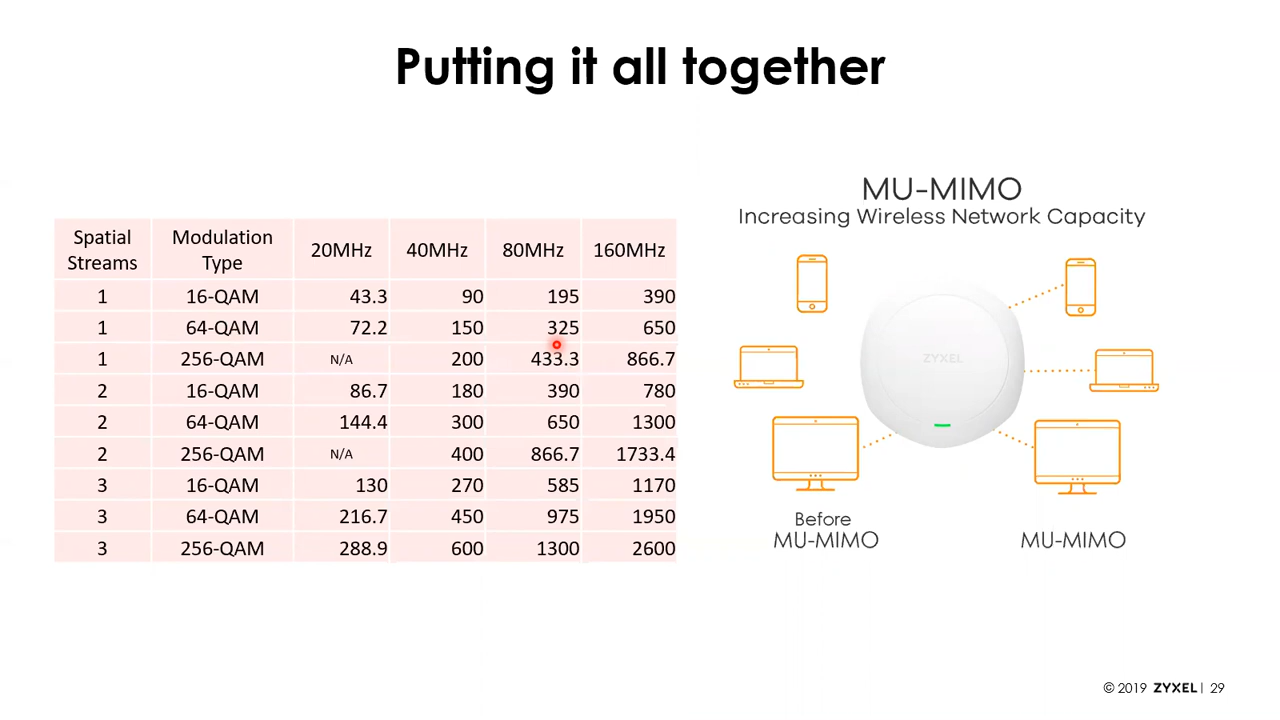 Putting it all together
Spatial Streams Modulation Type 20MHz 40MHz 80MHz 160MHz
1 16-QAM 43.3 90 195 390
1 64-QAM 72.2 150 325 650
1 256-QAM N/A 200 433.3 866.7
2 16-QAM 86.7 180 390 780
2 64-QAM 144.4 300 650 1300
2 256-QAM N/A 400 866.7 1733.4
3 16-QAM 130 270 585 1170
3 64-QAM 216.7 450 975 1950
3 256-QAM 288.9 600 1300 2600
MU-MIMO
Increasing Wireless Network Capacity
ZYXEL
Before
MU-MIMO
MU-MIMO
© 2019 ZYXEL | 29